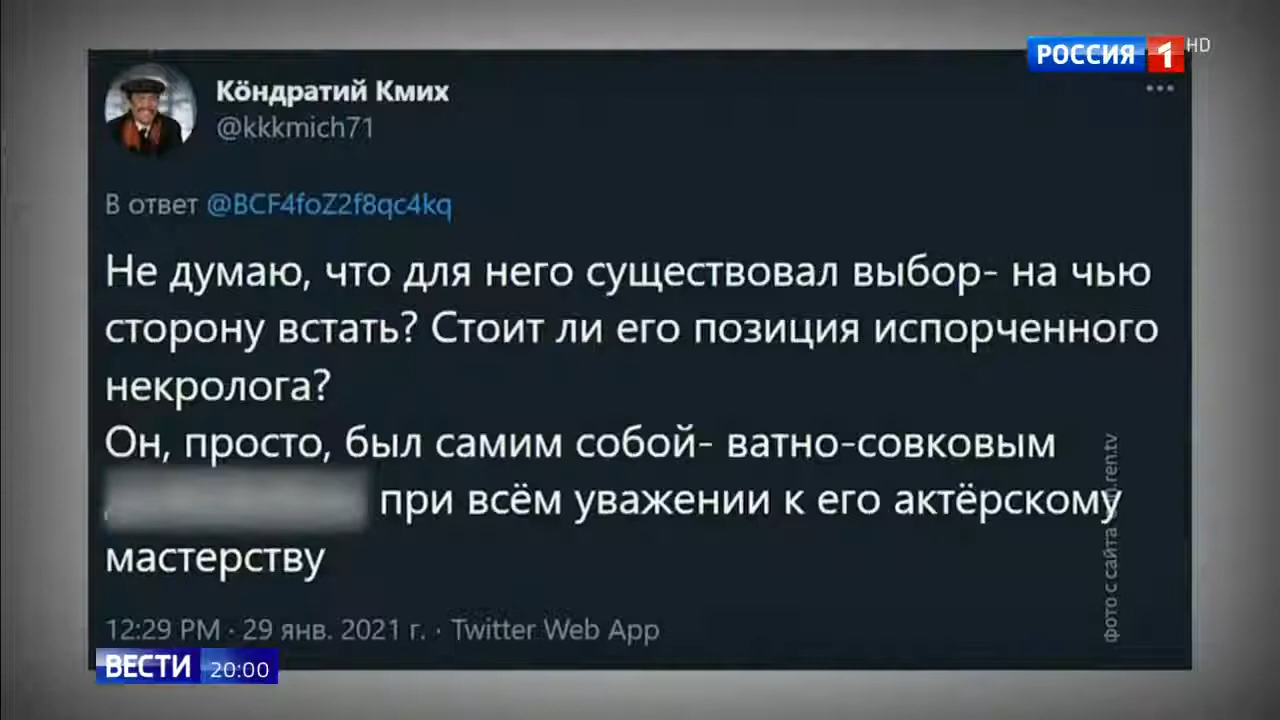 РОССИЯ 1 HD
Кöндратий Кмих
@kkkmich71
В ответ @BCF4foZ2f8qc4kq
Не думаю, что для него существовал выбор- на чью
сторону встать? Стоит ли его позиция испорченного
некролога?
Он, просто, был самим собой- ватно-совковым
при всём уважении к его актёрскому
мастерству
12:29 PM · 29 янв. 2021 г. · Twitter Web App
фото с сайта ren.tv
ВЕСТИ 20:00